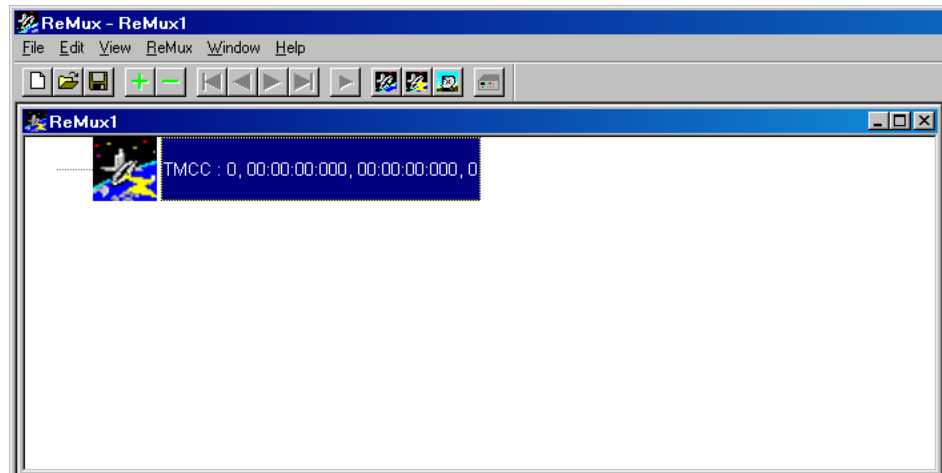 ReMux - ReMux1
File Edit View ReMux Window Help
ReMux1
TMCC : 0, 00:00:00:000, 00:00:00:000, 0